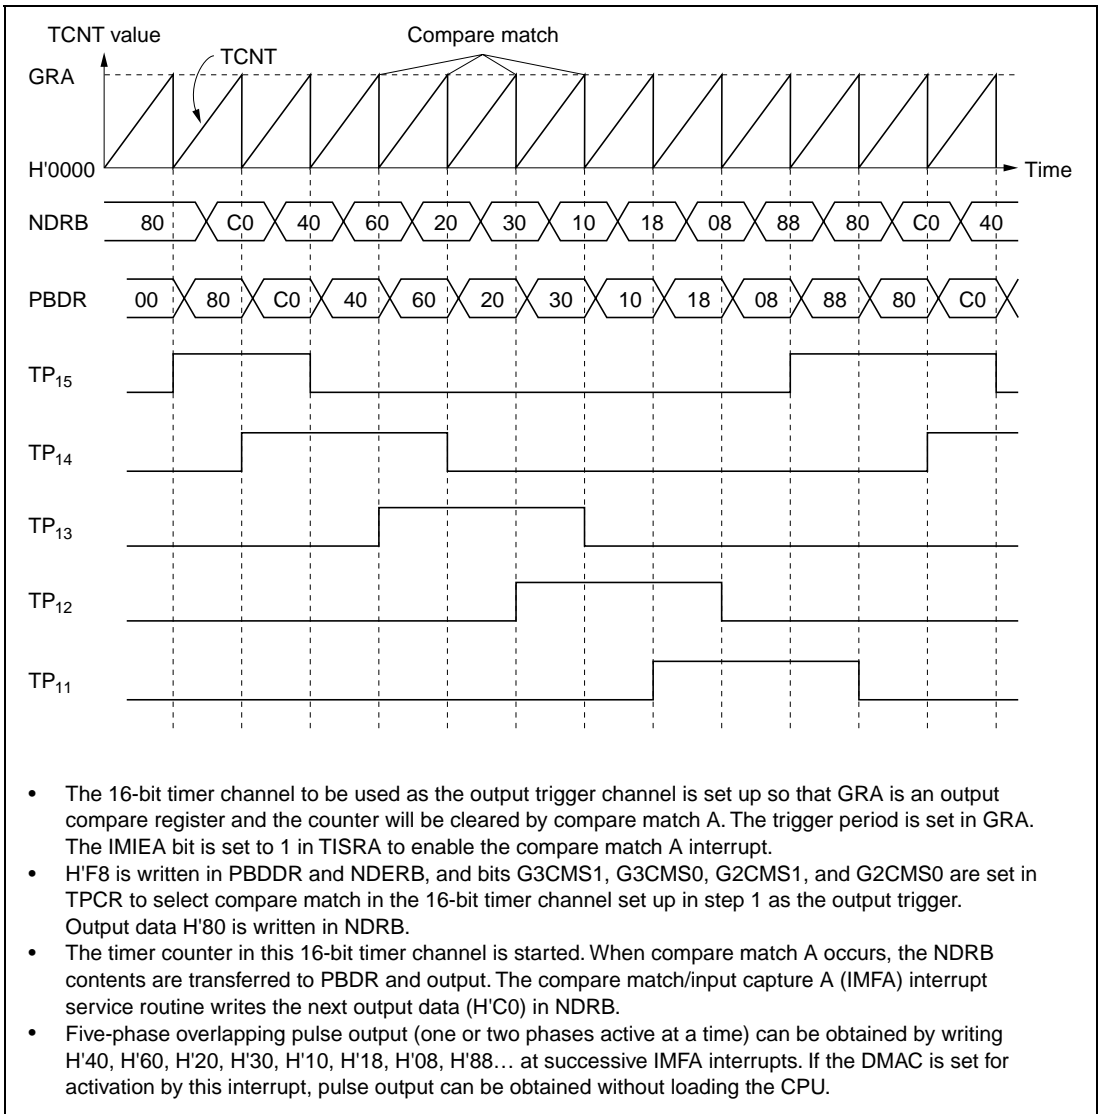 TCNT value
Compare match
TCNT
GRA
H'0000
Time
NDRB 80 C0 40 60 20 30 10 18 08 88 80 C0 40
PBDR 00 80 C0 40 60 20 30 10 18 08 88 80 C0
TP15
TP14
TP13
TP12
TP11
• The 16-bit timer channel to be used as the output trigger channel is set up so that GRA is an output
compare register and the counter will be cleared by compare match A. The trigger period is set in GRA.
The IMIEA bit is set to 1 in TISRA to enable the compare match A interrupt.
• H'F8 is written in PBDDR and NDERB, and bits G3CMS1, G3CMS0, G2CMS1, and G2CMS0 are set in
TPCR to select compare match in the 16-bit timer channel set up in step 1 as the output trigger.
Output data H'80 is written in NDRB.
• The timer counter in this 16-bit timer channel is started. When compare match A occurs, the NDRB
contents are transferred to PBDR and output. The compare match/input capture A (IMFA) interrupt
service routine writes the next output data (H'C0) in NDRB.
• Five-phase overlapping pulse output (one or two phases active at a time) can be obtained by writing
H'40, H'60, H'20, H'30, H'10, H'18, H'08, H'88… at successive IMFA interrupts. If the DMAC is set for
activation by this interrupt, pulse output can be obtained without loading the CPU.